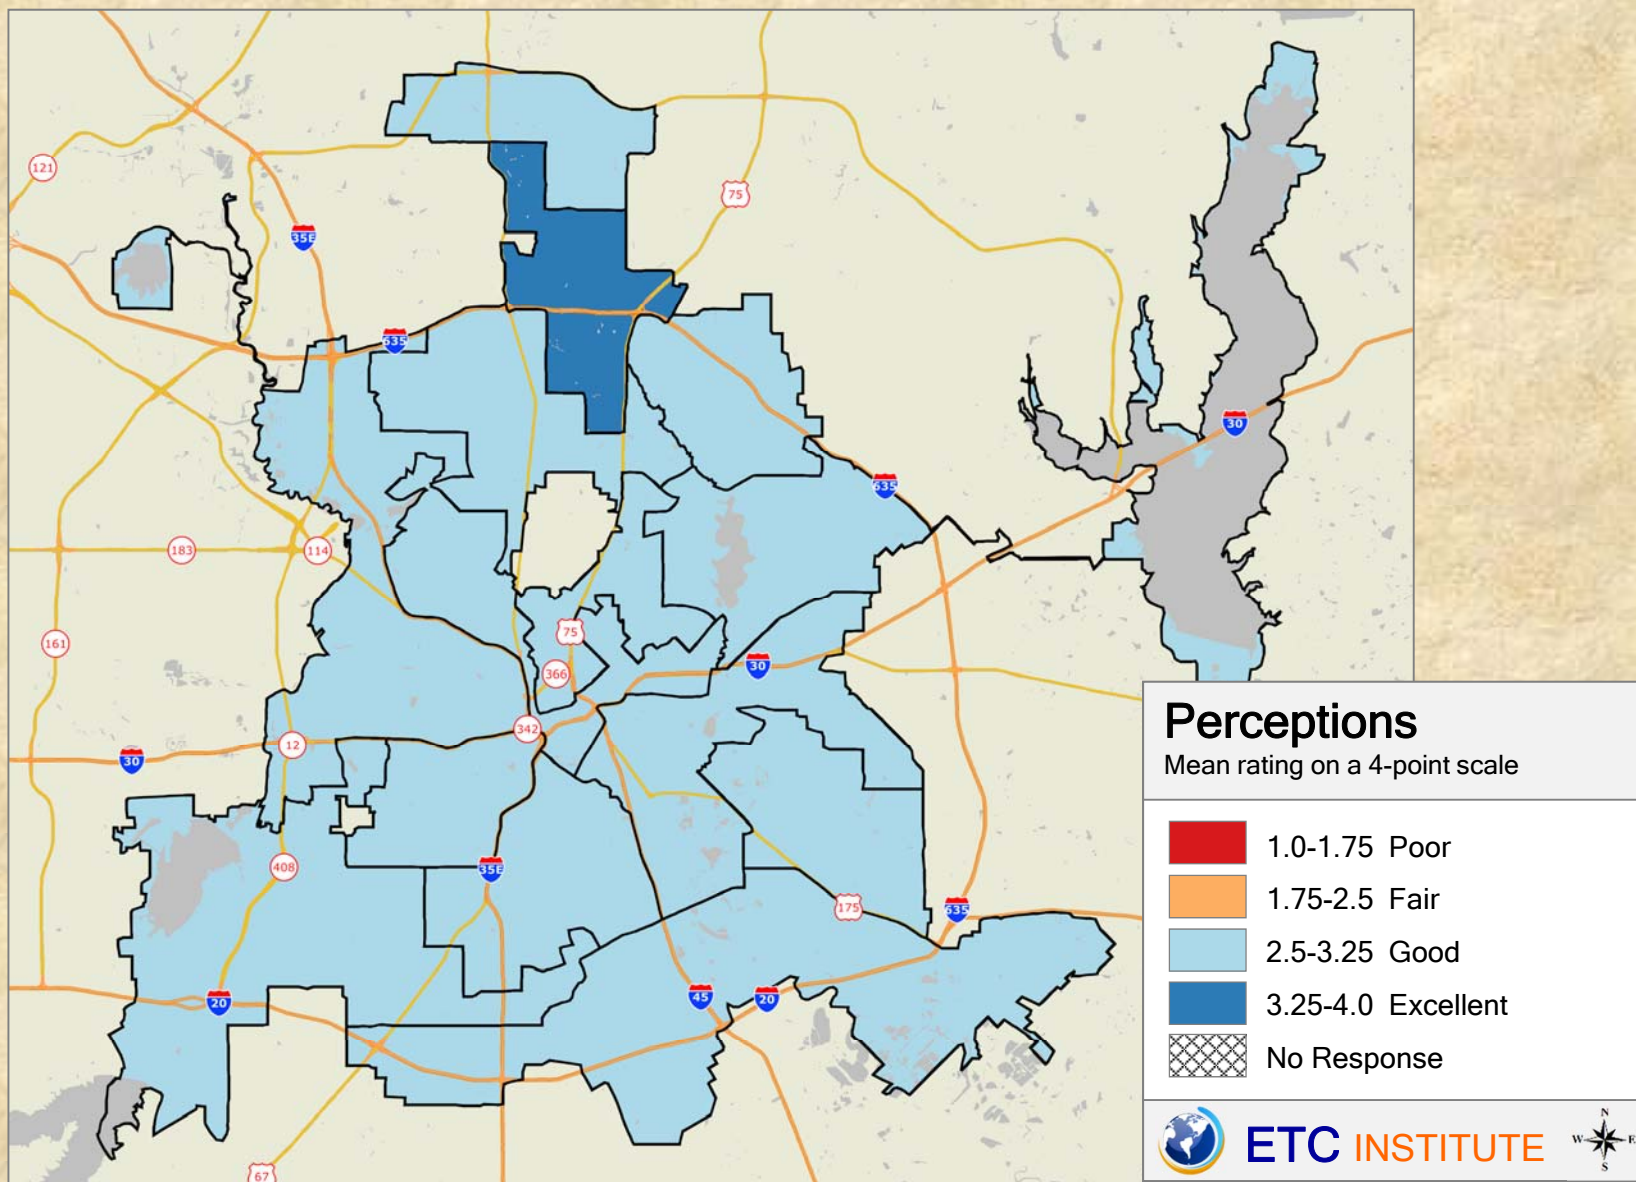 121
75
35E
635
30
635
183
114
161
75
366
30
342
12
30
408
35E
175
635
20
45
20
67
Perceptions
Mean rating on a 4-point scale
1.0-1.75 Poor
1.75-2.5 Fair
2.5-3.25 Good
3.25-4.0 Excellent
No Response
ETC INSTITUTE
N
W E
S